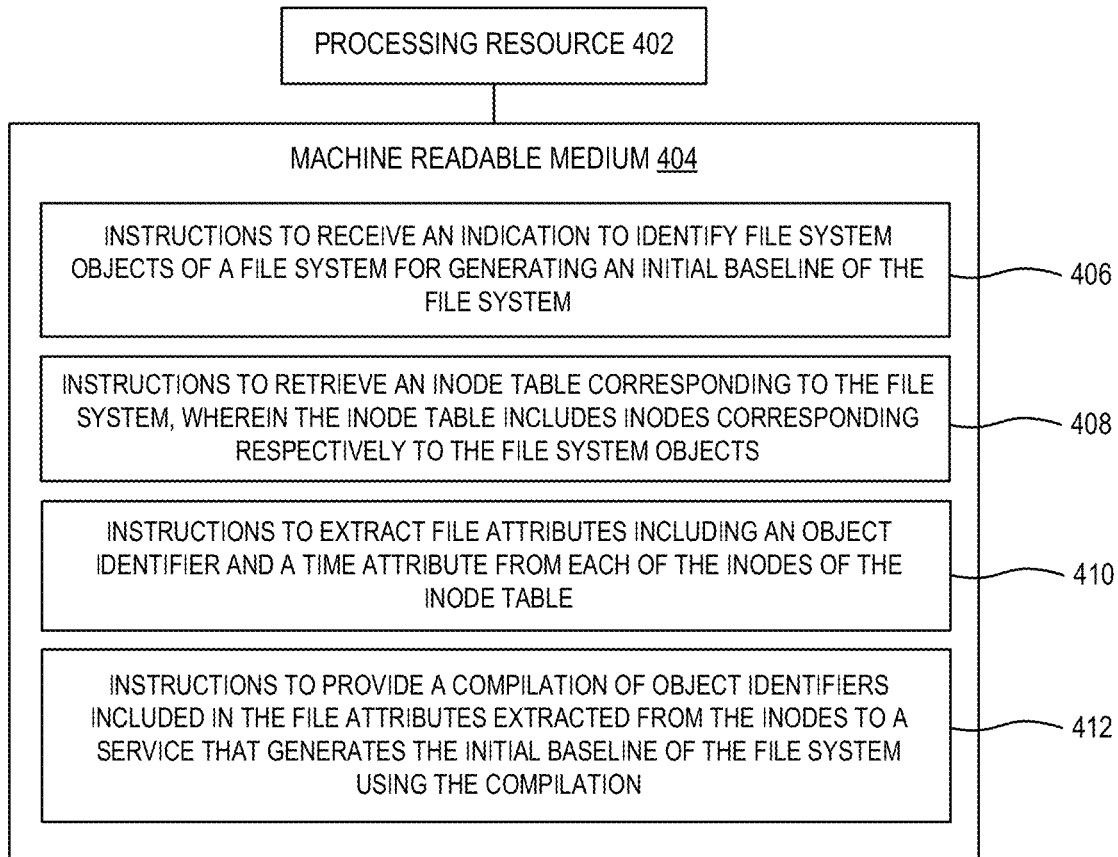 PROCESSING RESOURCE 402
MACHINE READABLE MEDIUM 404
INSTRUCTIONS TO RECEIVE AN INDICATION TO IDENTIFY FILE SYSTEM
OBJECTS OF A FILE SYSTEM FOR GENERATING AN INITIAL BASELINE OF THE
FILE SYSTEM
406
INSTRUCTIONS TO RETRIEVE AN INODE TABLE CORRESPONDING TO THE FILE
SYSTEM, WHEREIN THE INODE TABLE INCLUDES INODES CORRESPONDING
RESPECTIVELY TO THE FILE SYSTEM OBJECTS
408
INSTRUCTIONS TO EXTRACT FILE ATTRIBUTES INCLUDING AN OBJECT
IDENTIFIER AND A TIME ATTRIBUTE FROM EACH OF THE INODES OF THE
INODE TABLE
410
INSTRUCTIONS TO PROVIDE A COMPILATION OF OBJECT IDENTIFIERS
INCLUDED IN THE FILE ATTRIBUTES EXTRACTED FROM THE INODES TO A
SERVICE THAT GENERATES THE INITIAL BASELINE OF THE FILE SYSTEM
USING THE COMPILATION
412